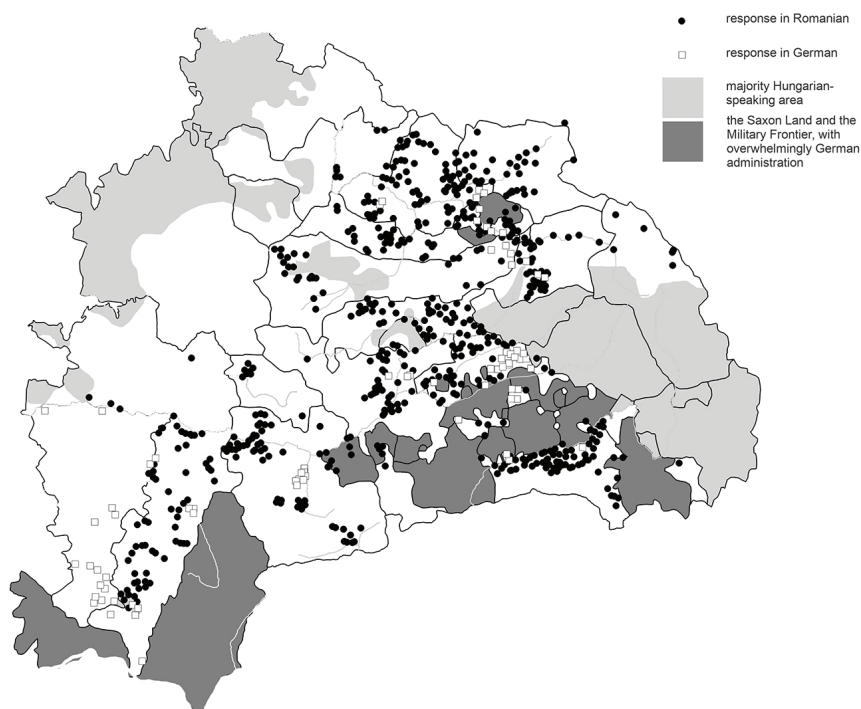 response in Romanian
response in German
majority Hungarian-
speaking area
the Saxon Land and the
Military Frontier, with
overwhelmingly German
administration